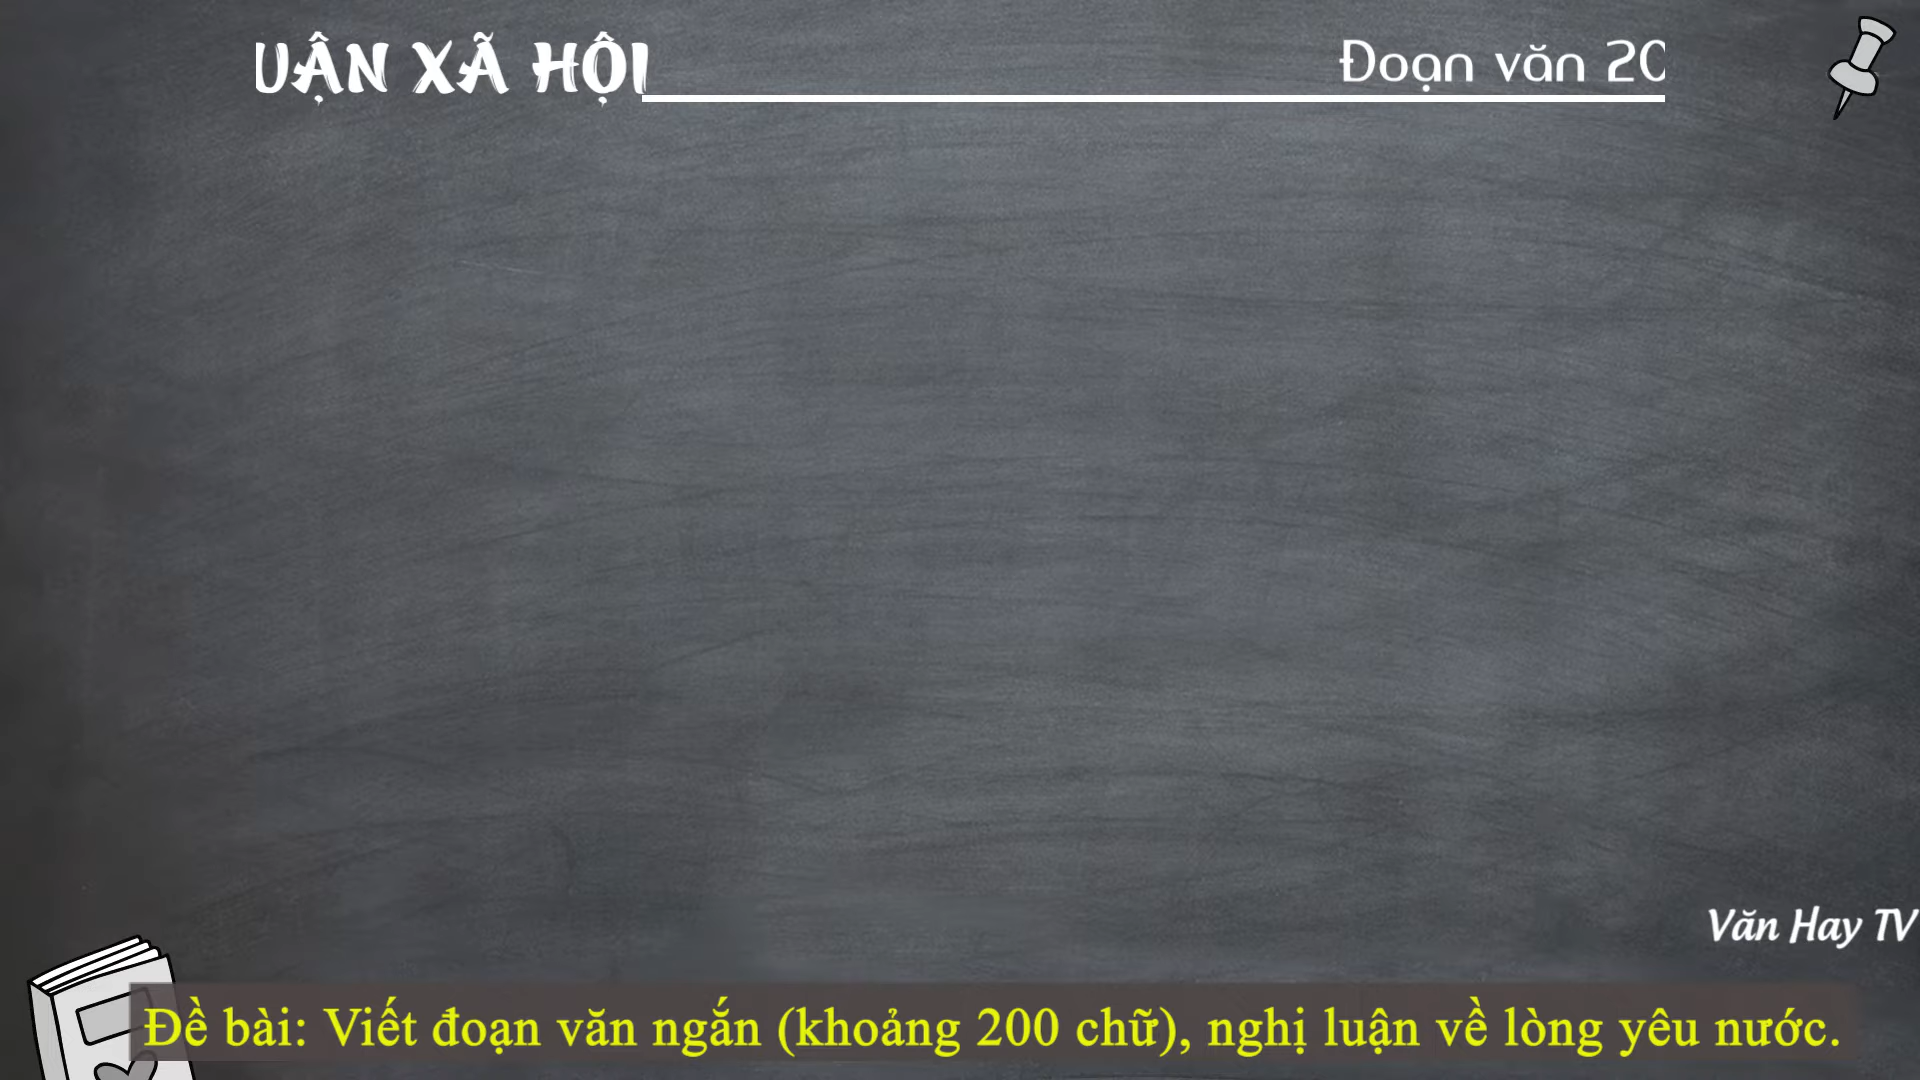 UẬN XÃ HỘI
Đoạn văn 20
Văn Hay TV
Đề bài: Viết đoạn văn ngắn (khoảng 200 chữ), nghị luận về lòng yêu nước.